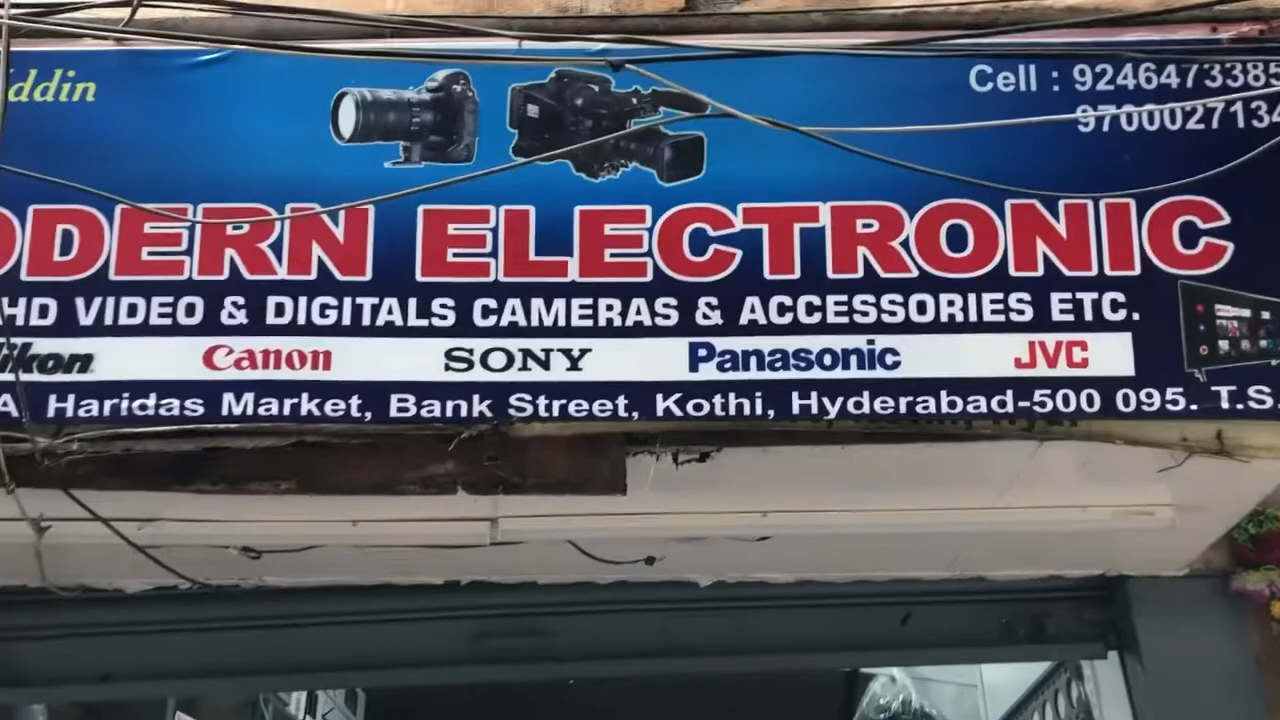 ddin
Cell : 9246473385
9700027134
ODERN ELECTRONIC
HD VIDEO & DIGITALS CAMERAS & ACCESSORIES ETC.
Nikon Canon SONY Panasonic JVC
A, Haridas Market, Bank Street, Kothi, Hyderabad-500 095. T.S.